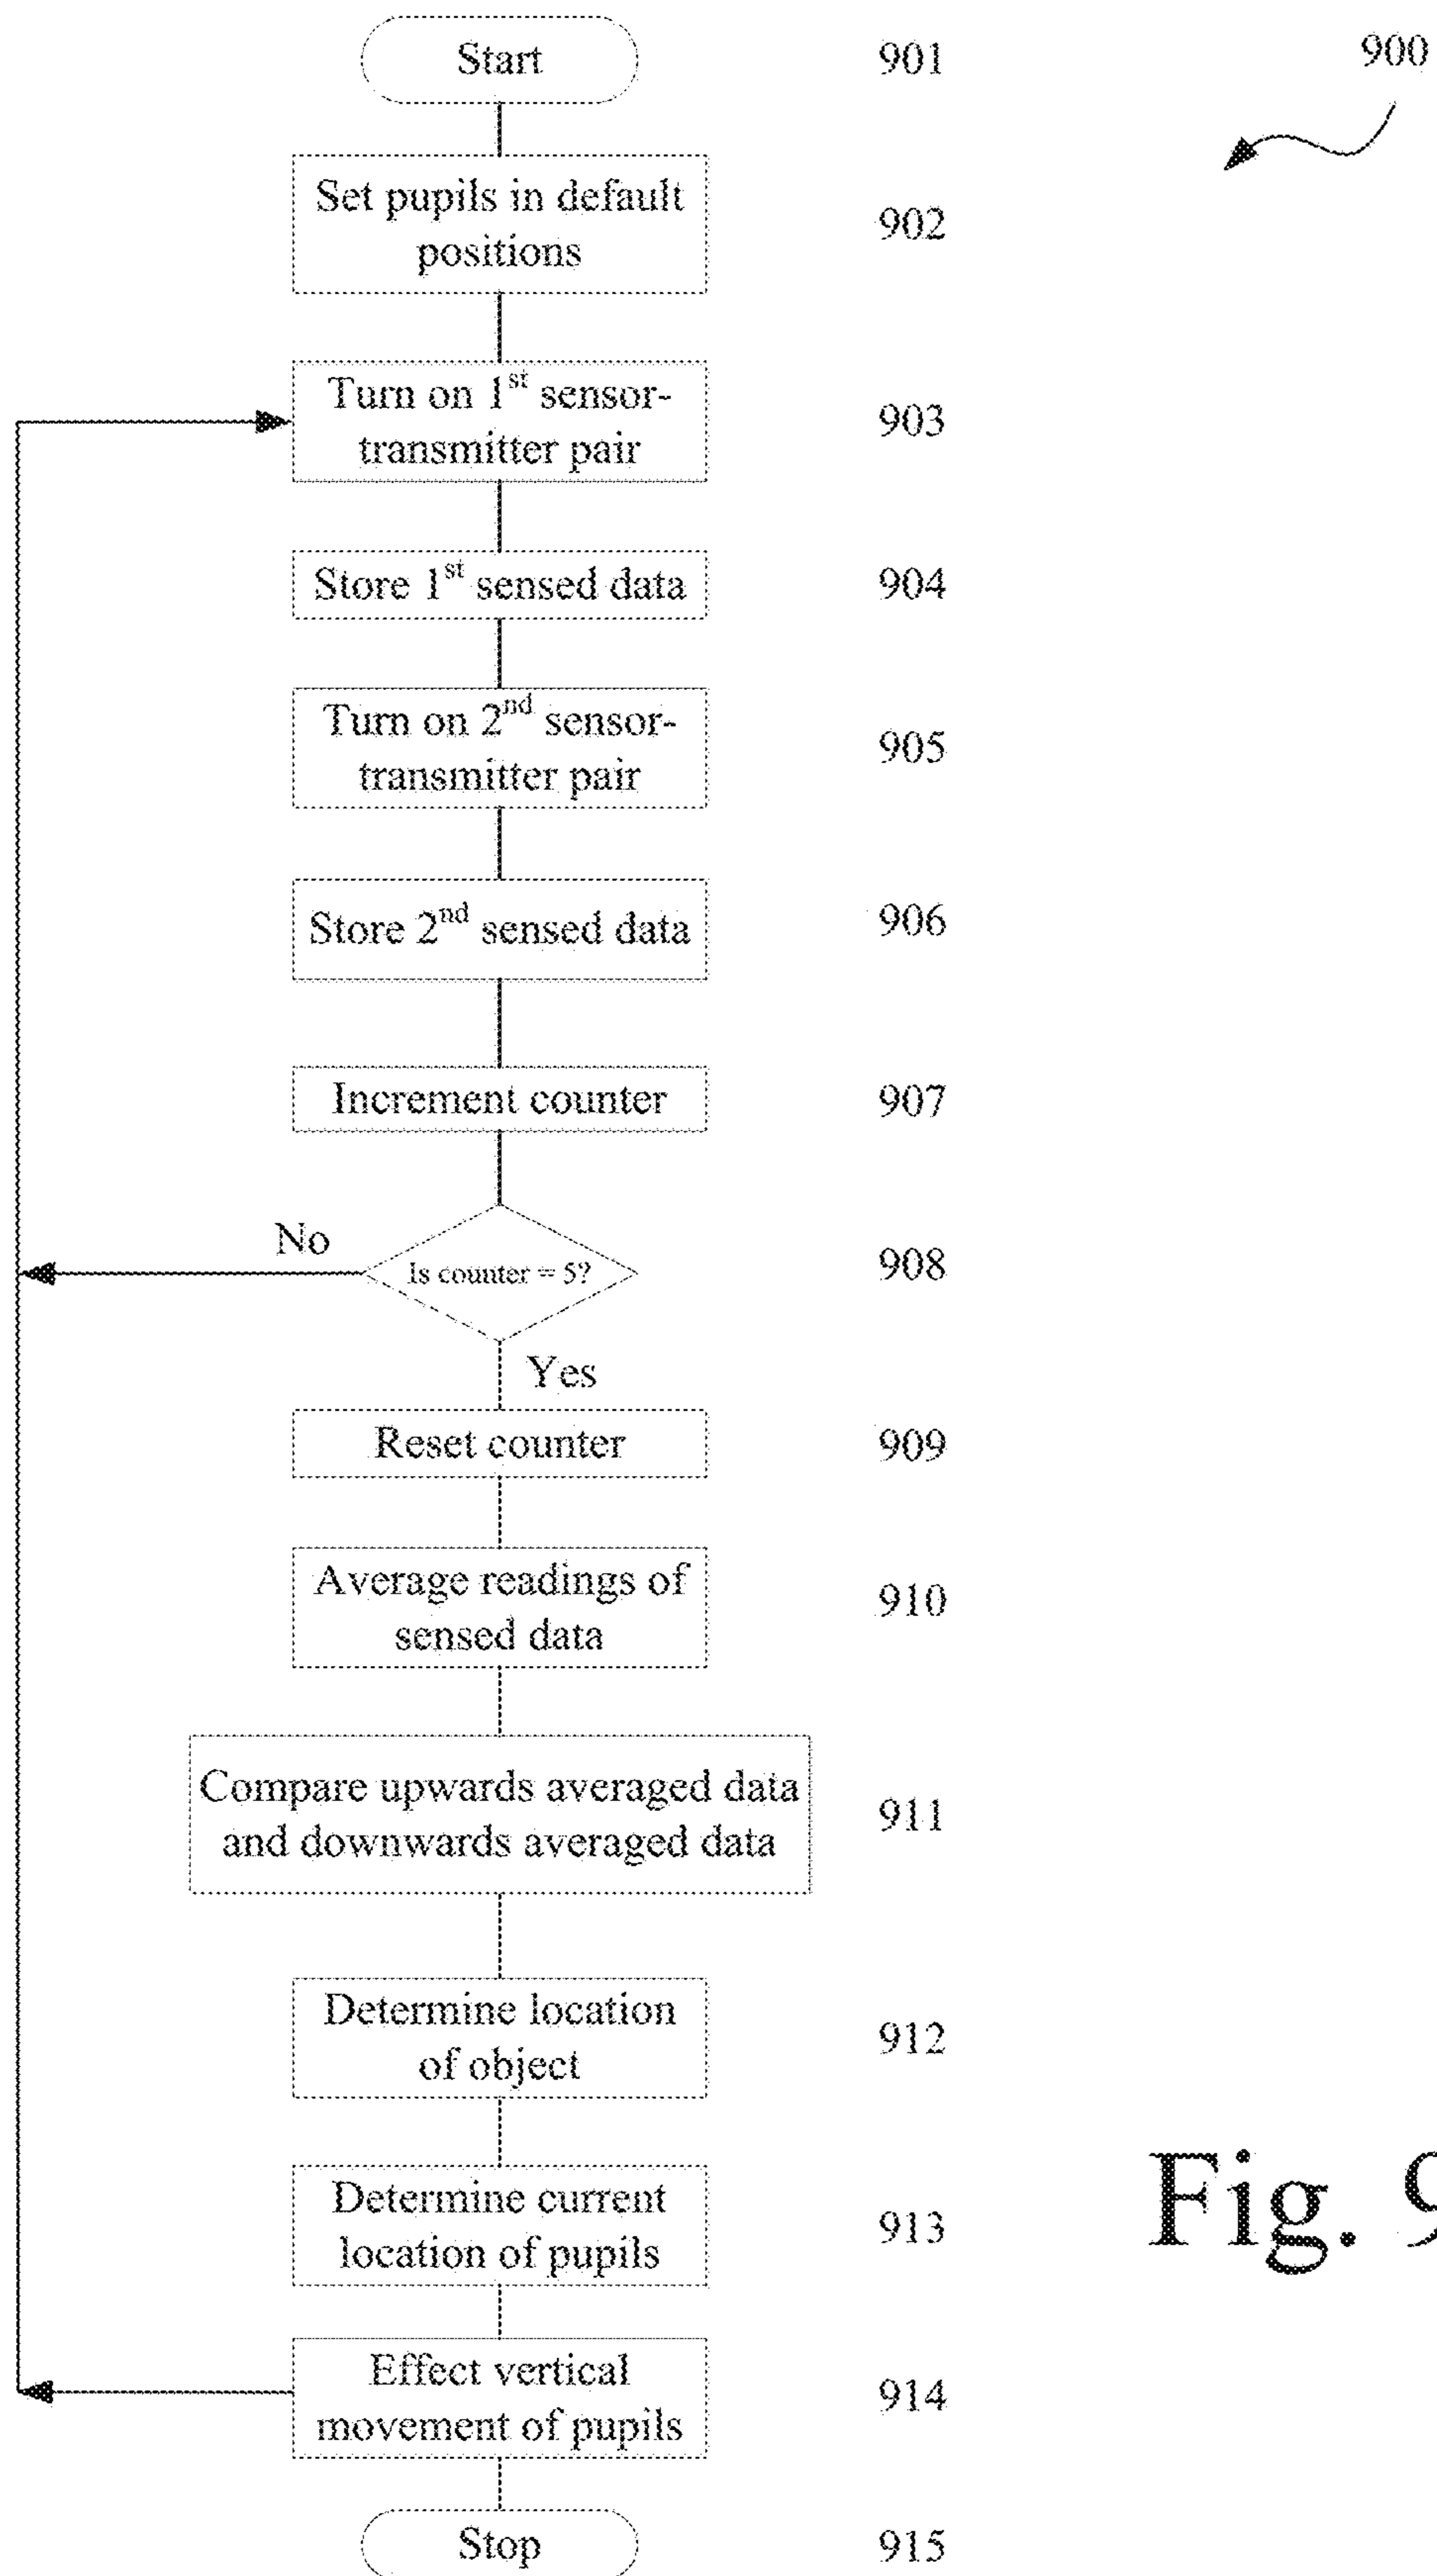 Start
901
900
Set pupils in default
positions
902
Turn on 1st sensor-
transmitter pair
903
Store 1st sensed data
904
Turn on 2nd sensor-
transmitter pair
905
Store 2nd sensed data
906
Increment counter
907
No
Is counter = 5?
908
Yes
Reset counter
909
Average readings of
sensed data
910
Compare upwards averaged data
and downwards averaged data
911
Determine location
of object
912
Determine current
location of pupils
913
Fig. 9
Effect vertical
movement of pupils
914
Stop
915